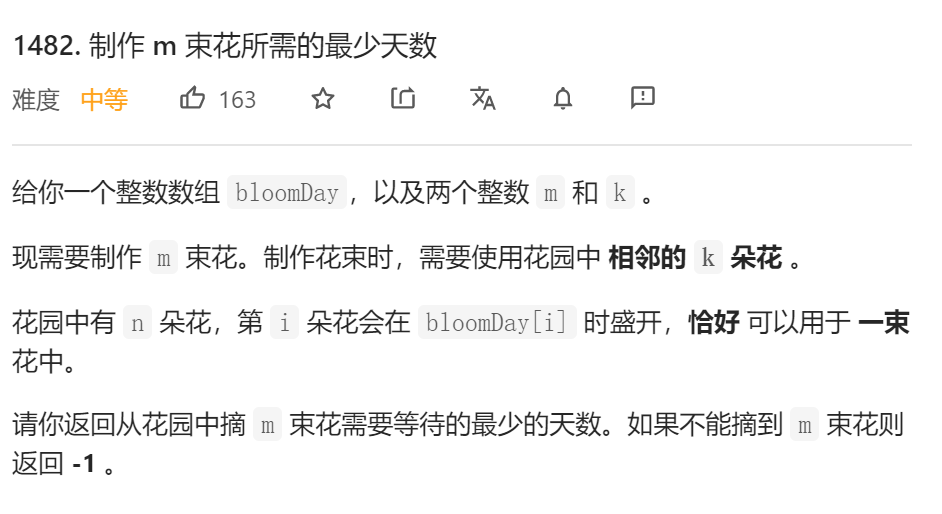 1482. 制作 m 束花所需的最少天数
难度 中等 163
给你一个整数数组 bloomDay，以及两个整数 m 和 k 。
现需要制作 m 束花。制作花束时，需要使用花园中 相邻的 k 朵花 。
花园中有 n 朵花，第 i 朵花会在 bloomDay[i] 时盛开，恰好 可以用于 一束
花中。
请你返回从花园中摘 m 束花需要等待的最少的天数。如果不能摘到 m 束花则
返回 -1 。